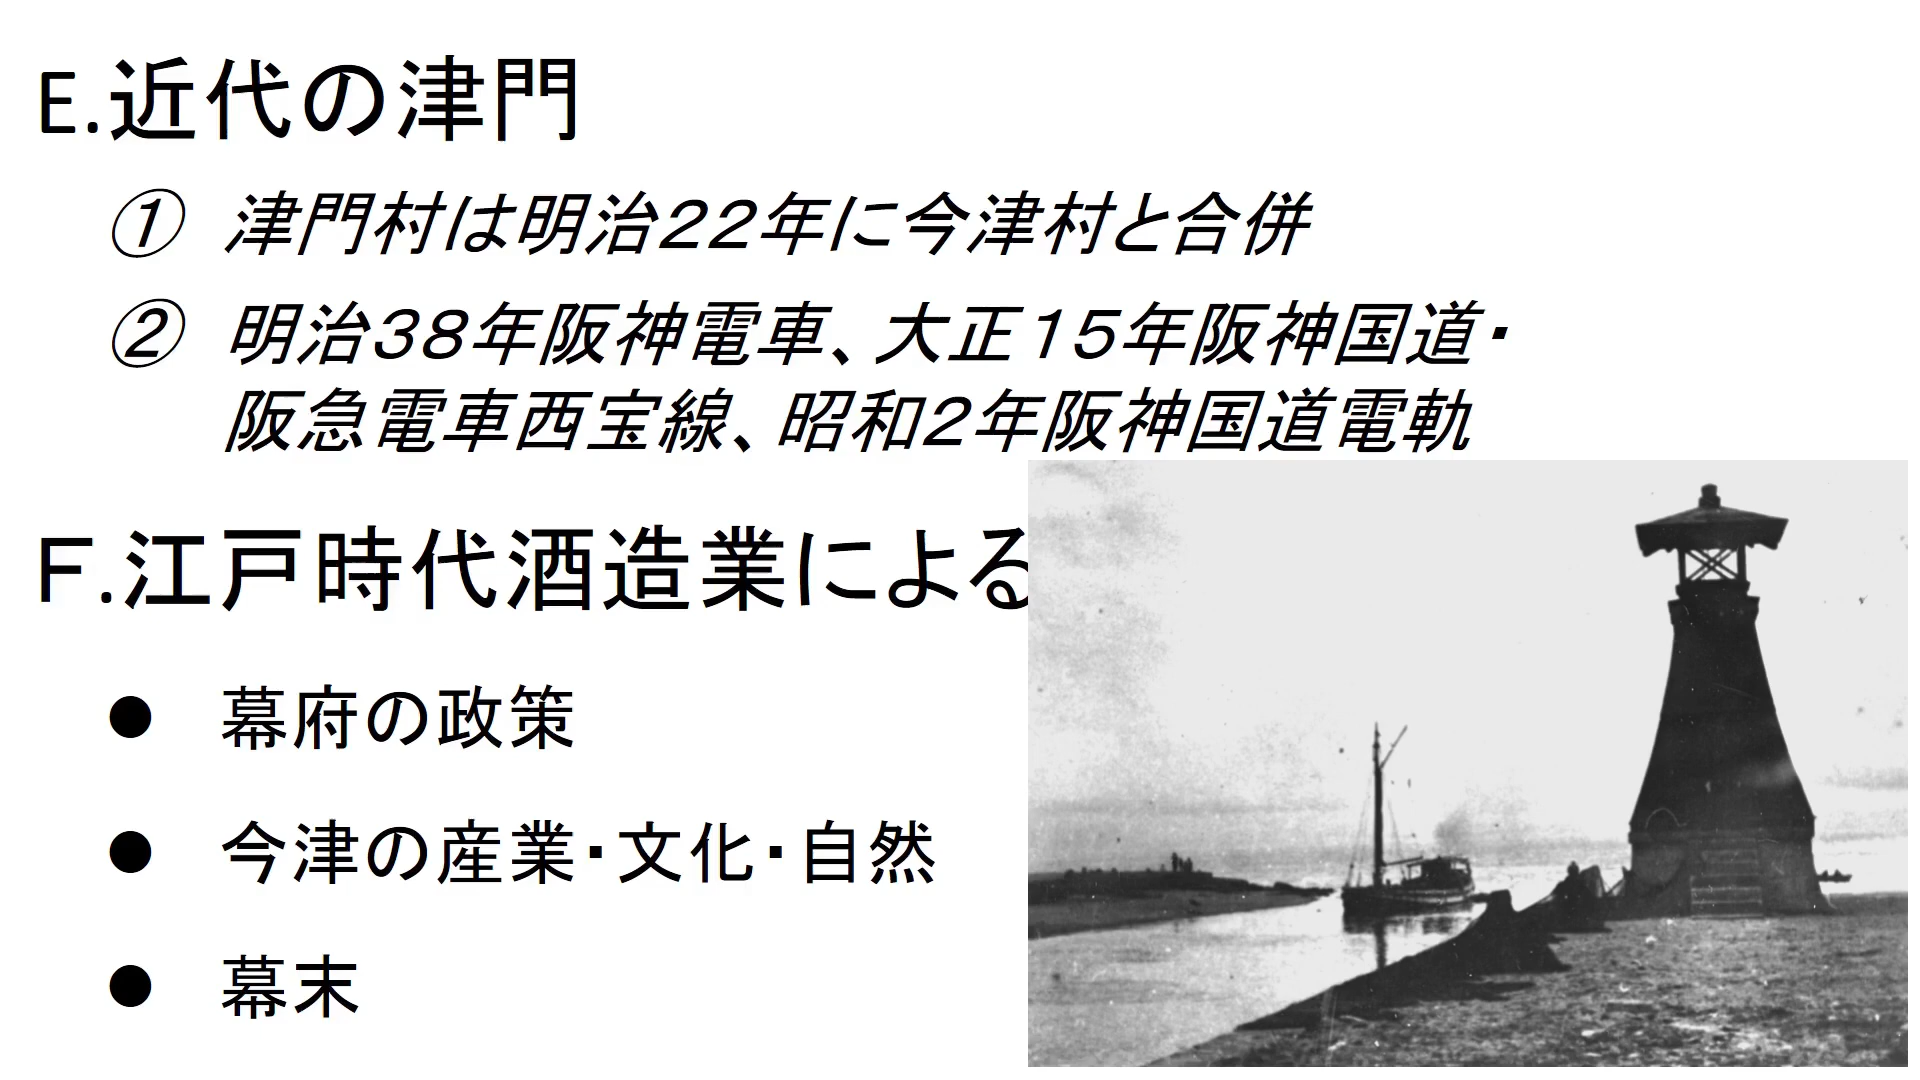 E.近代の津門
① 津門村は明治22年に今津村と合併
② 明治38年阪神電車、大正15年阪神国道・
阪急電車西宝線、昭和2年阪神国道電軌
F.江戸時代酒造業による
● 幕府の政策
● 今津の産業・文化・自然
● 幕末